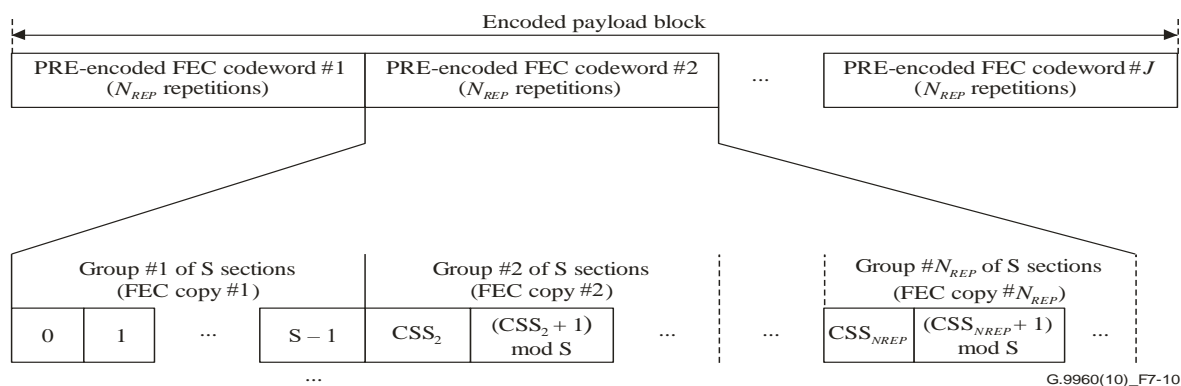 Encoded payload block
PRE-encoded FEC codeword #1
(N_REP repetitions)
PRE-encoded FEC codeword #2
(N_REP repetitions)
...
PRE-encoded FEC codeword #J
(N_REP repetitions)
Group #1 of S sections
(FEC copy #1)
Group #2 of S sections
(FEC copy #2)
Group #N_REP of S sections
(FEC copy #N_REP)
0
1
...
S – 1
CSS₂
(CSS₂ + 1)
mod S
...
...
CSS_NREP
(CSS_NREP + 1)
mod S
...
...
G.9960(10)_F7-10